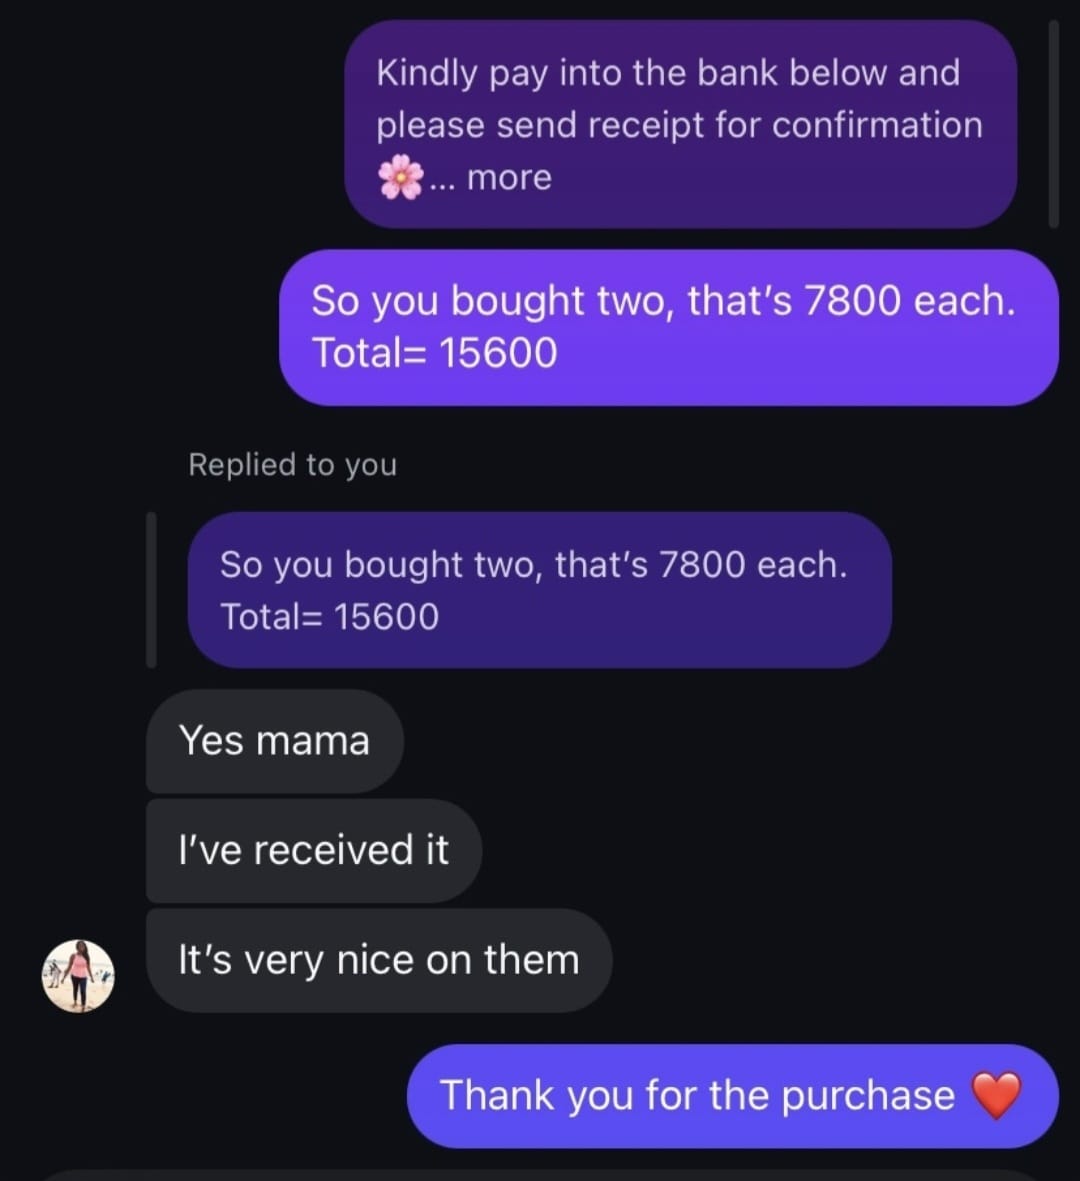 Kindly pay into the bank below and
please send receipt for confirmation
🌸... more
So you bought two, that's 7800 each.
Total= 15600
Replied to you
So you bought two, that's 7800 each.
Total= 15600
Yes mama
I've received it
It's very nice on them
Thank you for the purchase ❤️